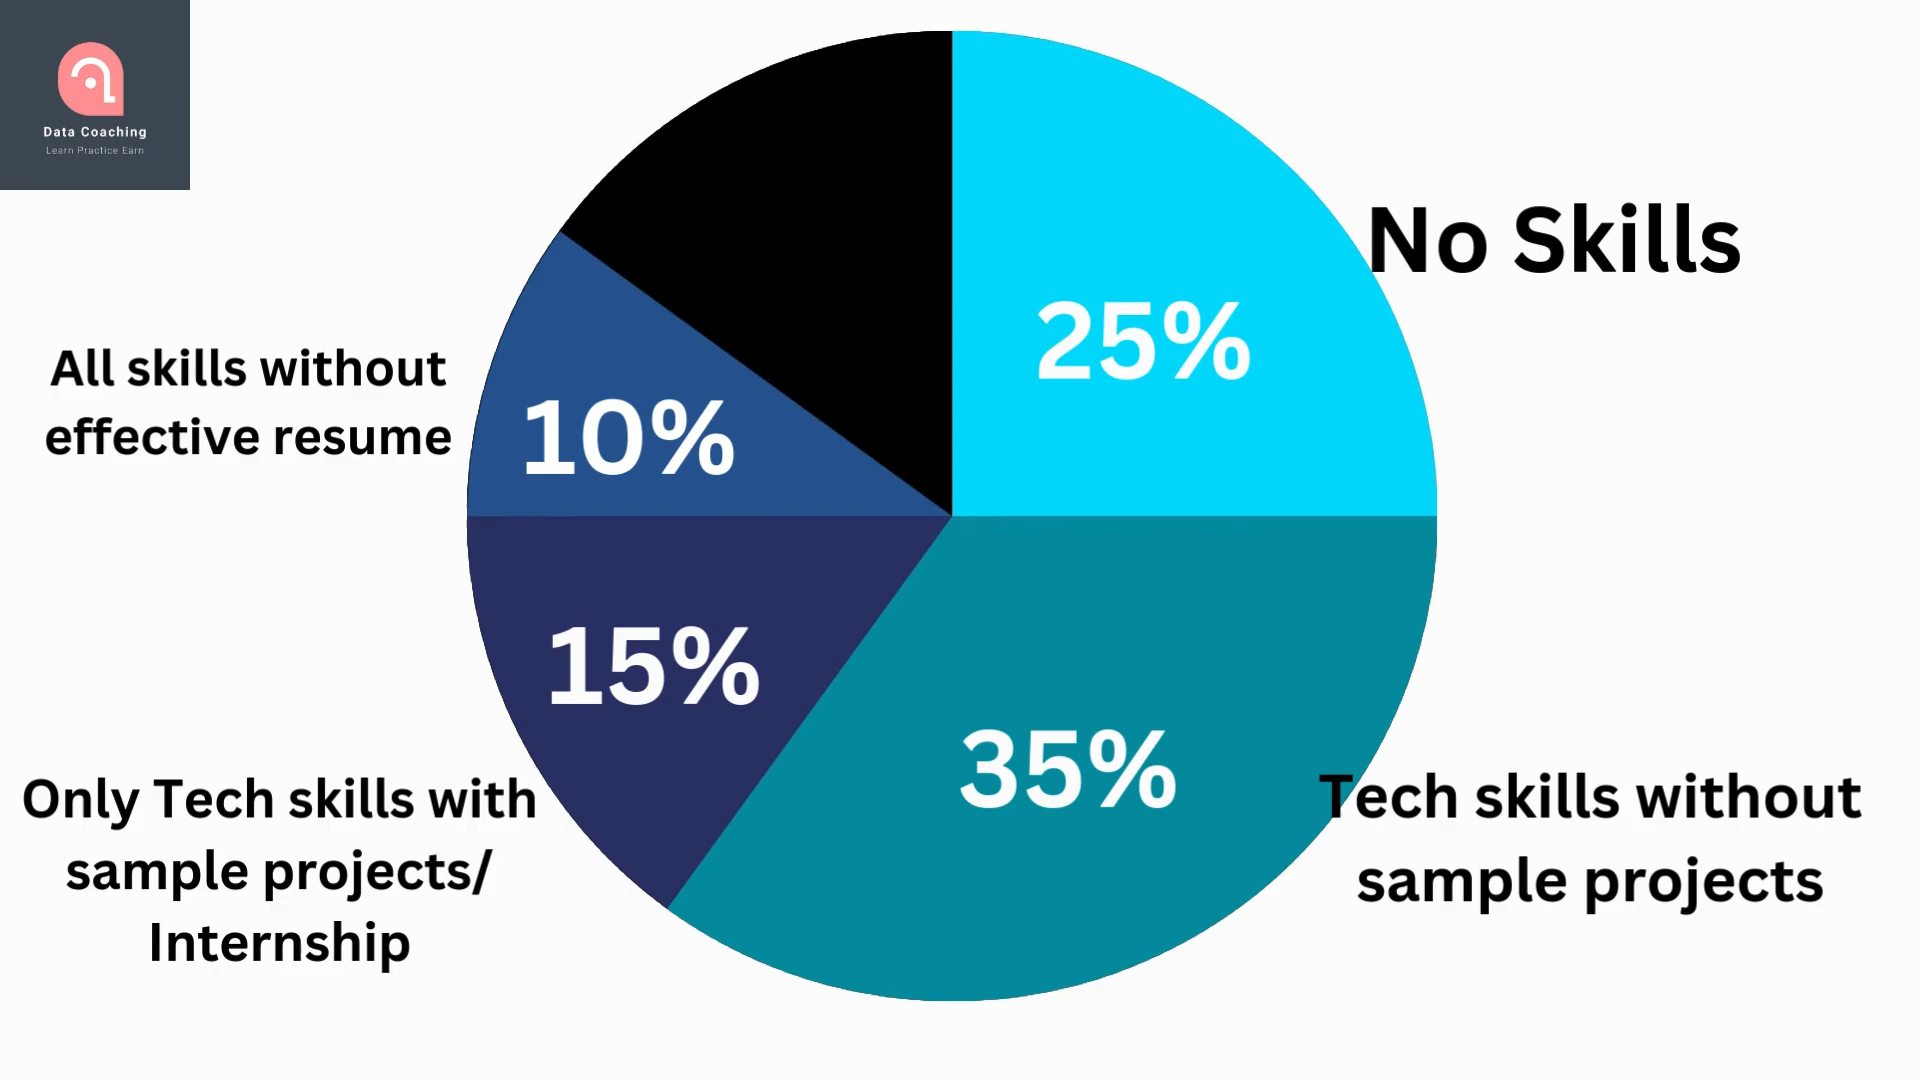 Data Coaching
Learn Practice Earn
No Skills
25%
All skills without
effective resume
10%
15%
35%
Only Tech skills with
sample projects/
Internship
Tech skills without
sample projects